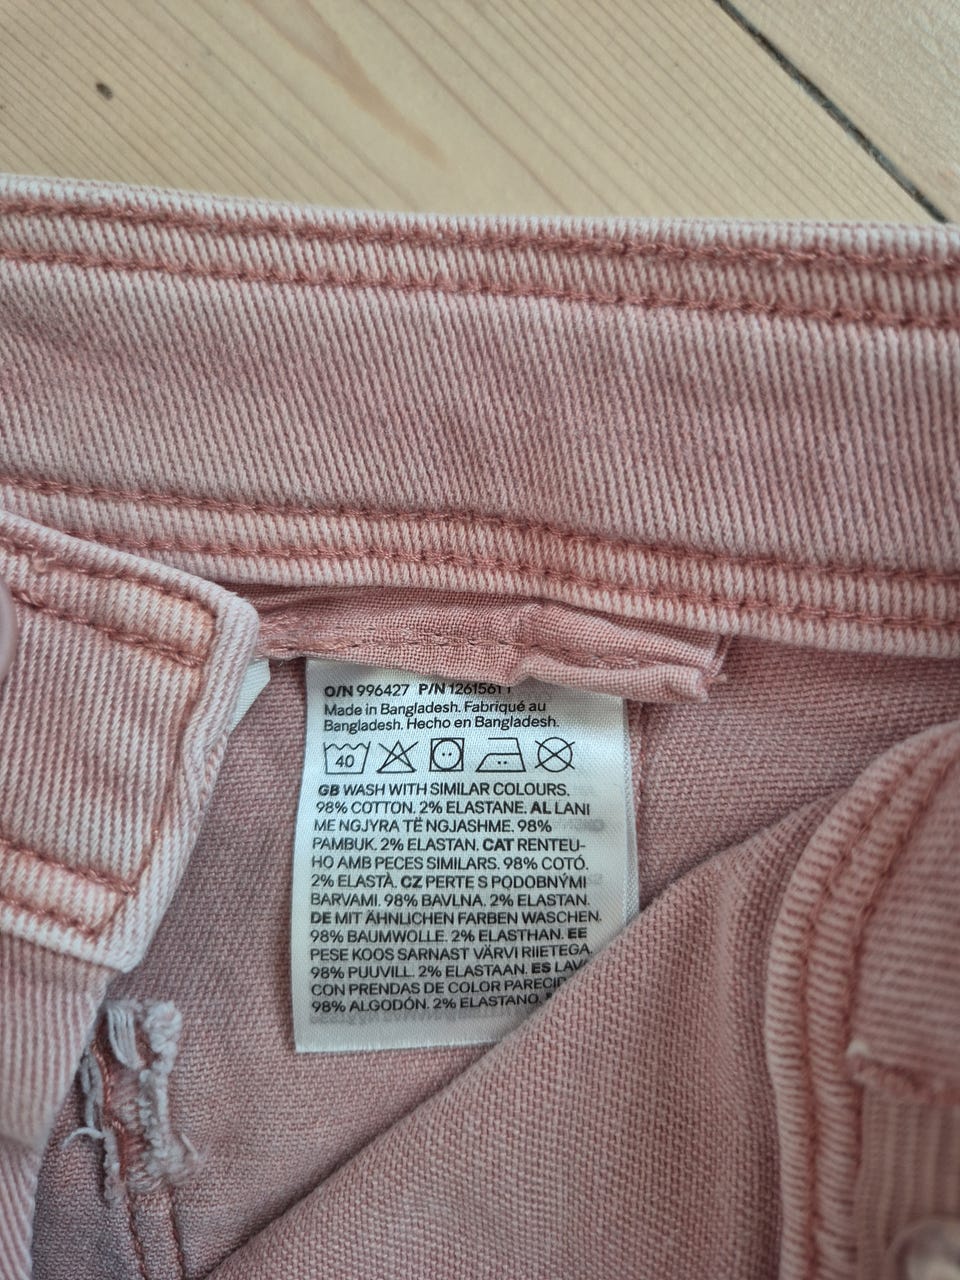 O/N 996427 P/N
Made in Bangladesh. Fabriqué au
Bangladesh. Hecho en Bangladesh.
40
GB WASH WITH SIMILAR COLOURS.
98% COTTON. 2% ELASTANE. AL LANI
ME NGJYRA TË NGJASHME. 98%
PAMBUK. 2% ELASTAN. CAT RENTEU-
HO AMB PECES SIMILARS. 98% COTÓ.
2% ELASTÀ. CZ PERTE S PODOBNÝMI
BARVAMI. 98% BAVLNA. 2% ELASTAN.
DE MIT ÄHNLICHEN FARBEN WASCHEN.
98% BAUMWOLLE. 2% ELASTHAN. EE
PESE KOOS SARNAST VÄRVI RIIETEGA.
98% PUUVILL. 2% ELASTAAN. ES
CON PRENDAS DE COLOR
98% ALGODÓN. 2% ELASTANO.